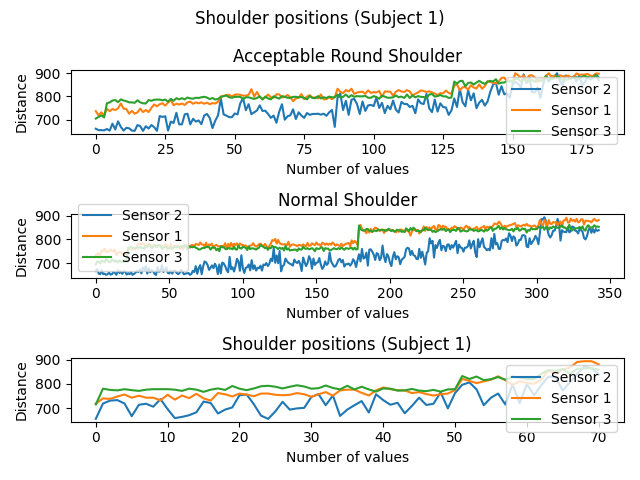 Shoulder positions (Subject 1)
Acceptable Round Shoulder
Distance
900
800
700
Sensor 2
Sensor 1
Sensor 3
0 25 50 75 100 125 150 175
Number of values
Normal Shoulder
Distance
900
800
700
Sensor 2
Sensor 1
Sensor 3
0 50 100 150 200 250 300 350
Number of values
Shoulder positions (Subject 1)
Distance
900
800
700
Sensor 2
Sensor 1
Sensor 3
0 10 20 30 40 50 60 70
Number of values